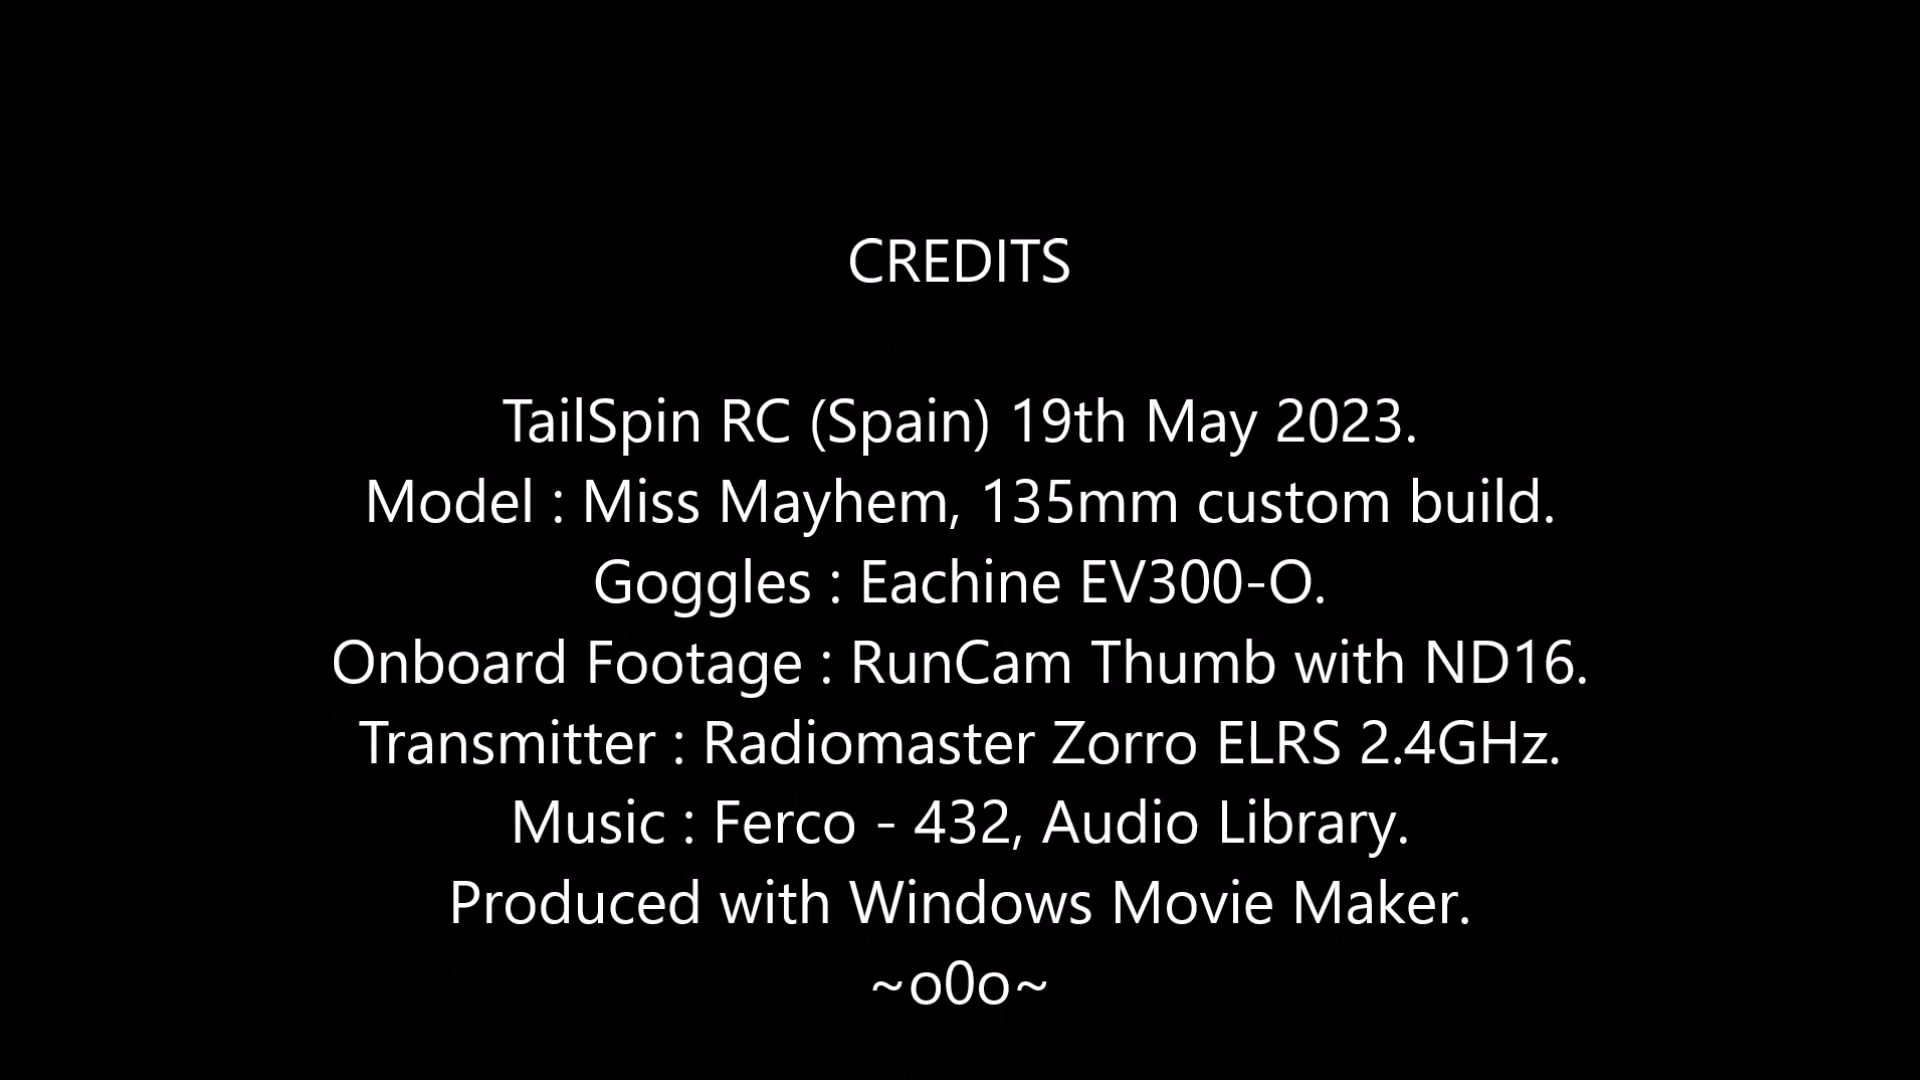 CREDITS
TailSpin RC (Spain) 19th May 2023.
Model : Miss Mayhem, 135mm custom build.
Goggles : Eachine EV300-O.
Onboard Footage : RunCam Thumb with ND16.
Transmitter : Radiomaster Zorro ELRS 2.4GHz.
Music : Ferco - 432, Audio Library.
Produced with Windows Movie Maker.
~o0o~